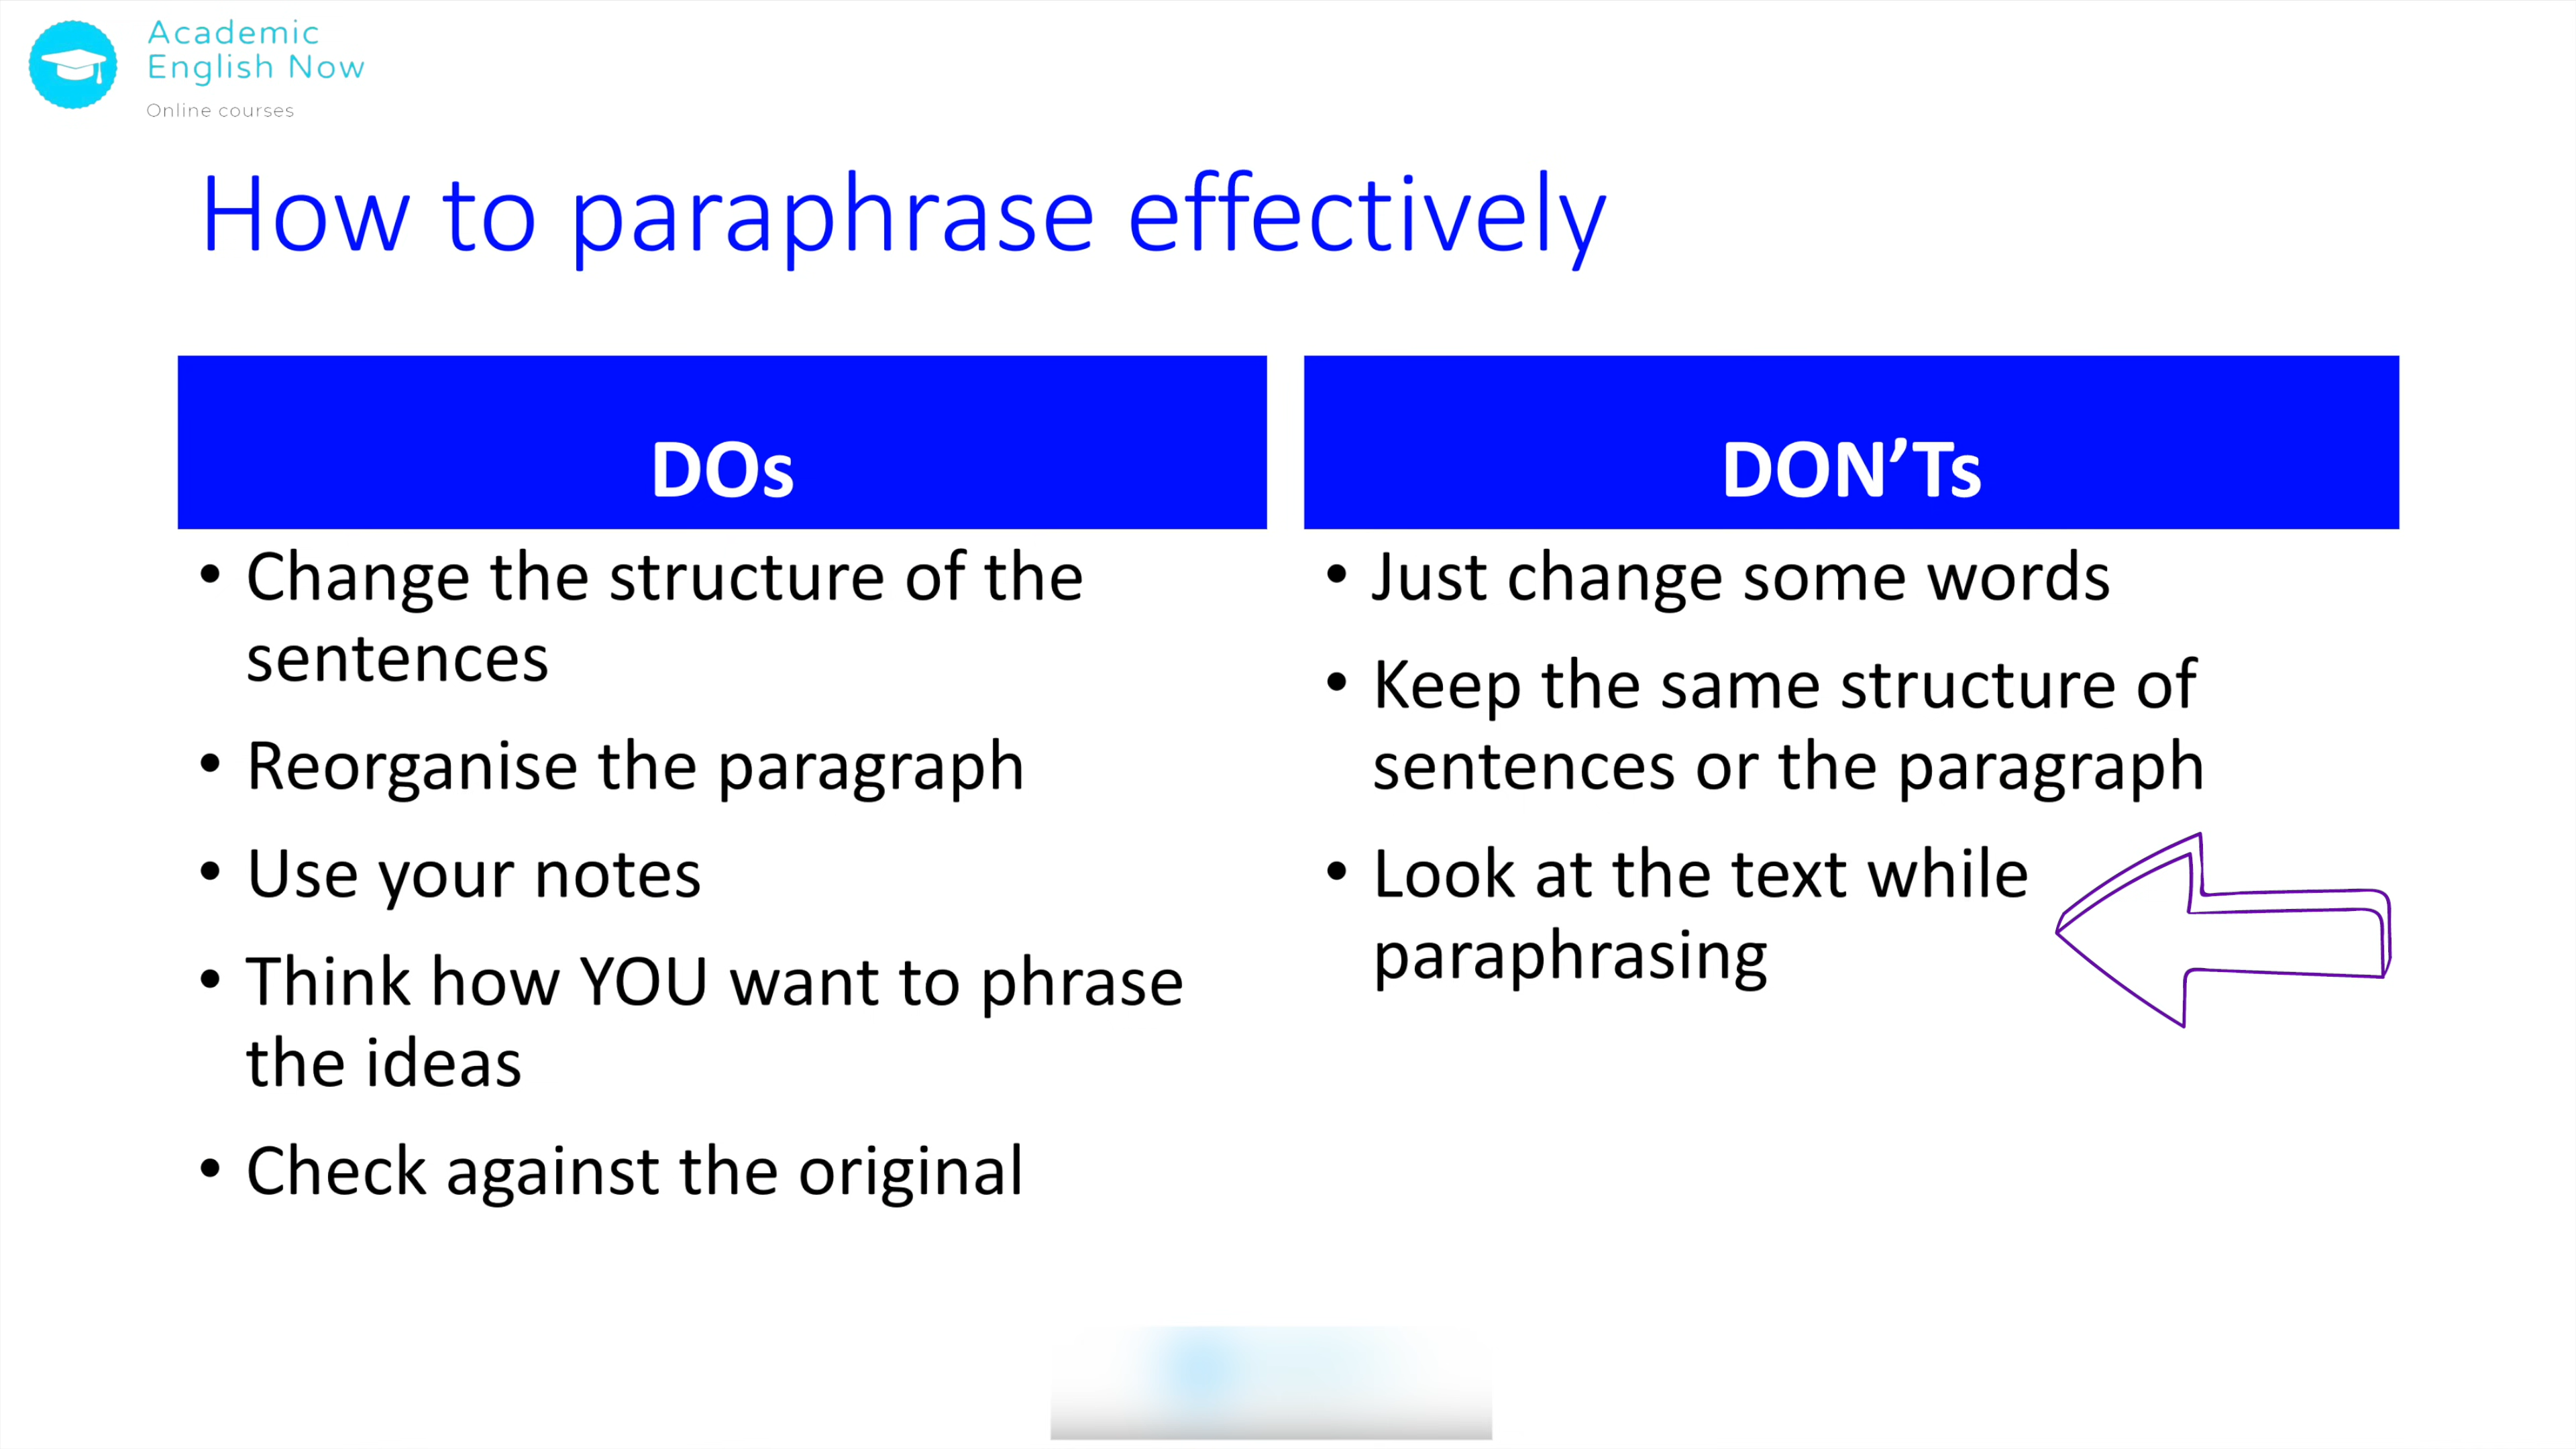 Academic
English Now
Online courses
How to paraphrase effectively
DOs
• Change the structure of the
sentences
• Reorganise the paragraph
• Use your notes
• Think how YOU want to phrase
the ideas
• Check against the original
DON’Ts
• Just change some words
• Keep the same structure of
sentences or the paragraph
• Look at the text while
paraphrasing